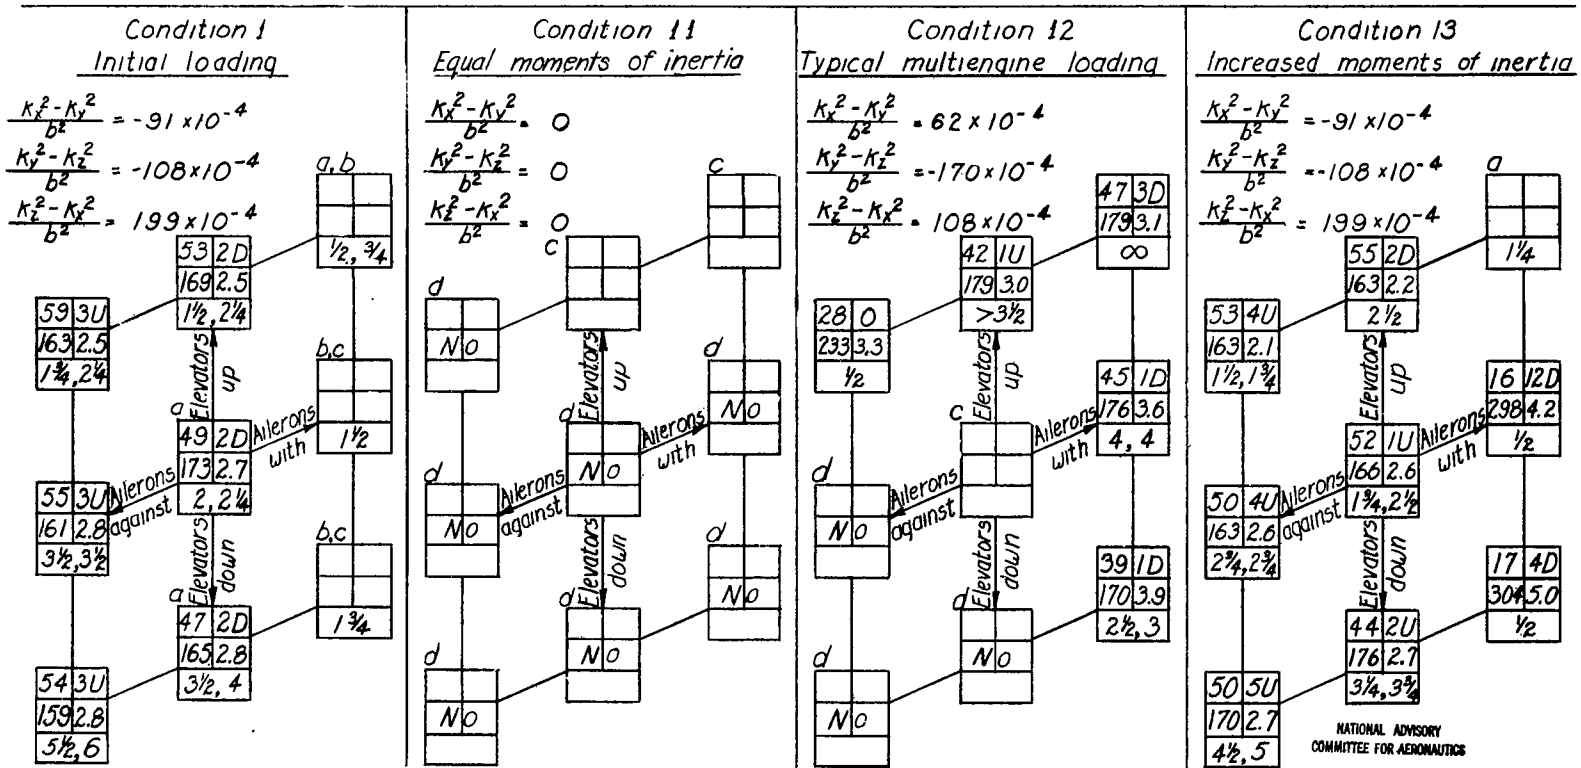 Condition 1
Initial loading
Kx² - Ky² / b² = -91 × 10⁻⁴
Ky² - Kz² / b² = -108 × 10⁻⁴
Kz² - Kx² / b² = 199 × 10⁻⁴
a, b
½, ¾
53 2D
169 2.5
1½, 2¼
59 3U
163 2.5
1¾, 2¼
Elevators up
b,c
1½
a
49 2D
173 2.7
2, 2¼
Ailerons with
Ailerons against
55 3U
161 2.8
3½, 3½
Elevators down
b,c
1¾
a
47 2D
165 2.8
3½, 4
54 3U
159 2.8
5½, 6
Condition 11
Equal moments of inertia
Kx² - Ky² / b² = 0
Ky² - Kz² / b² = 0
Kz² - Kx² / b² = 0
c
c
d
NO
Elevators up
d
NO
d
NO
Ailerons with
Ailerons against
d
NO
Elevators down
d
NO
d
NO
d
NO
Condition 12
Typical multiengine loading
Kx² - Ky² / b² = 62 × 10⁻⁴
Ky² - Kz² / b² = -170 × 10⁻⁴
Kz² - Kx² / b² = 108 × 10⁻⁴
47 3D
179 3.1
∞
42 1U
179 3.0
>3½
28 0
233 3.3
½
Elevators up
45 1D
176 3.6
4, 4
c
Ailerons with
Ailerons against
d
NO
Elevators down
39 1D
170 3.9
2½, 3
d
NO
d
NO
Condition 13
Increased moments of inertia
Kx² - Ky² / b² = -91 × 10⁻⁴
Ky² - Kz² / b² = -108 × 10⁻⁴
Kz² - Kx² / b² = 199 × 10⁻⁴
a
1¼
55 2D
163 2.2
2½
53 4U
163 2.1
1½, 1¾
Elevators up
16 12D
298 4.2
½
52 1U
166 2.6
1¾, 2½
Ailerons with
Ailerons against
50 4U
163 2.6
2¾, 2¾
Elevators down
17 4D
304 5.0
½
44 2U
176 2.7
3¼, 3¾
50 5U
170 2.7
4½, 5
NATIONAL ADVISORY
COMMITTEE FOR AERONAUTICS